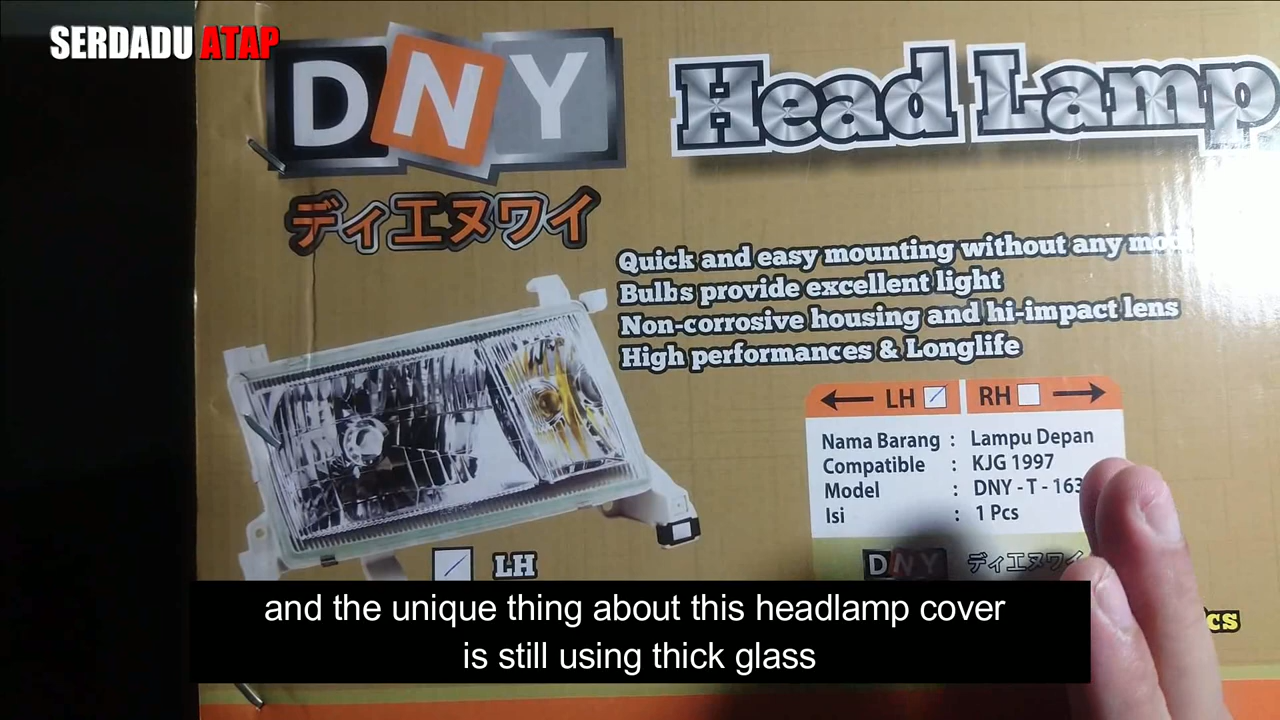 SERDADU ATAP
DNY
Head Lamp
ディエヌワイ
Quick and easy mounting without any
Bulbs provide excellent light
Non-corrosive housing and hi-impact lens
High performances & Longlife
LH RH
Nama Barang : Lampu Depan
Compatible : KJG 1997
Model : DNY - T - 163
Isi : 1 Pcs
DNY ディエヌワイ
LH
and the unique thing about this headlamp cover
is still using thick glass